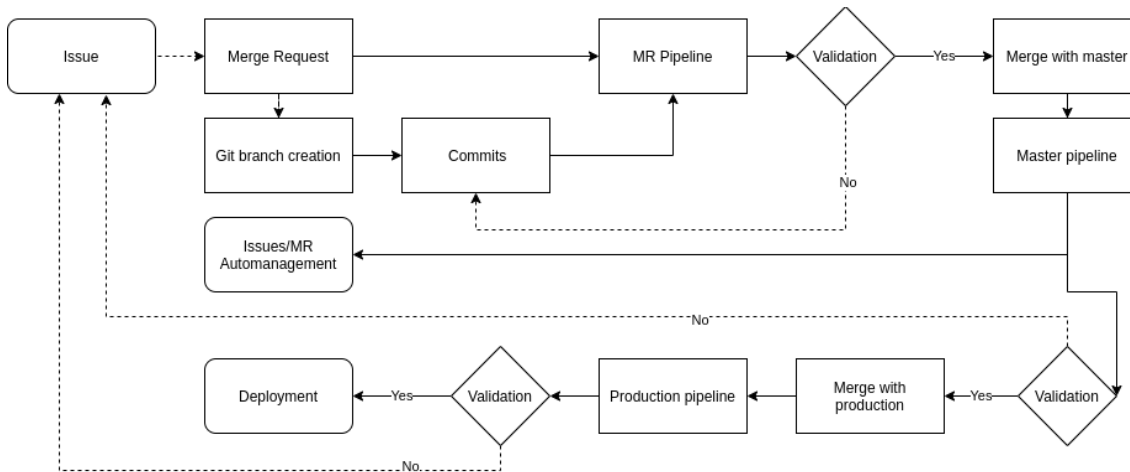 Issue
Merge Request
MR Pipeline
Validation
Yes
Merge with master
Git branch creation
Commits
No
Master pipeline
Issues/MR
Automanagement
No
Deployment
Yes
Validation
Production pipeline
Merge with
production
Yes
Validation
No